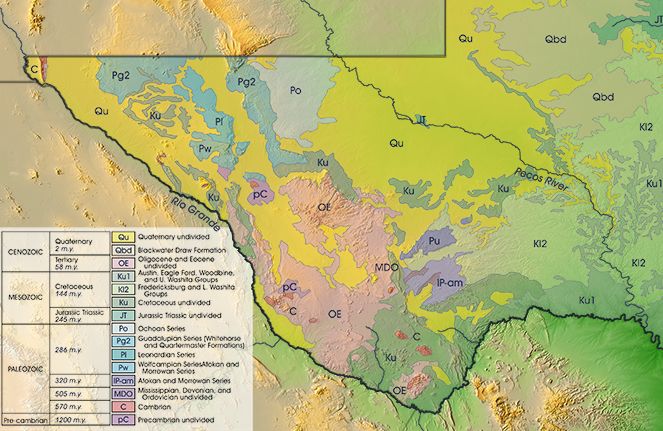 Qu
Qbd
JT
C
Pg2
Pg2
Po
Qbd
Qu
Ku
Pl
Kl2
JT
Qu
Pw
Ku
Pecos River
Ku
Ku
Ku1
pC
Ku
Rio Grande
OE
Pu
Kl2
MDO
Kl2
IP-am
pC
C
OE
Ku1
C
Ku
OE
CENOZOIC
Quaternary
2 m.y.
Qu Quaternary undivided
Qbd Blackwater Draw Formation
Tertiary
58 m.y.
OE Oligocene and Eocene
undivided
MESOZOIC
Cretaceous
144 m.y.
Ku1 Austin, Eagle Ford, Woodbine,
and U. Washita Groups
Kl2 Fredericksburg and L. Washita
Groups
Ku Cretaceous undivided
Jurastic Triassic
245 m.y.
JT Jurastic Triassic undivided
PALEOZOIC
286 m.y.
Po Ochoan Series
Pg2 Guadalupian Series (Whitehorse
and Quartermaster Formations)
Pl Leonardian Series
Pw Wolfcampian SeriesAtokan and
Morrowan Series
320 m.y.
IP-am Atokan and Morrowan Series
505 m.y.
MDO Mississippian, Devonian, and
Ordovician undivided
570 m.y.
C Cambrian
Pre-cambrian
1200 m.y.
pC Precambrian undivided